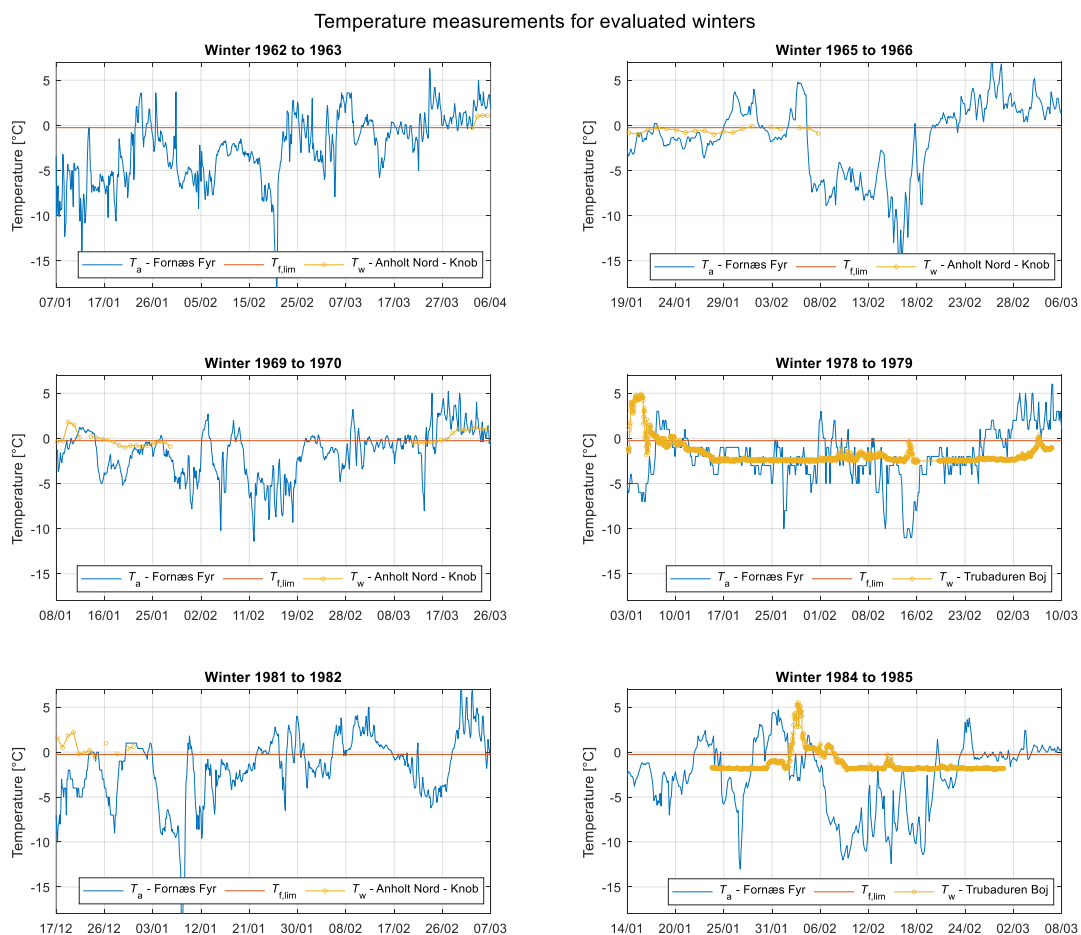 Temperature measurements for evaluated winters
Winter 1962 to 1963
Temperature [°C]
5
0
-5
-10
-15
Ta - Fornæs Fyr Tf,lim Tw - Anholt Nord - Knob
07/01 17/01 26/01 05/02 15/02 25/02 07/03 17/03 27/03 06/04
Winter 1965 to 1966
Temperature [°C]
5
0
-5
-10
-15
Ta - Fornæs Fyr Tf,lim Tw - Anholt Nord - Knob
19/01 24/01 29/01 03/02 08/02 13/02 18/02 23/02 28/02 06/03
Winter 1969 to 1970
Temperature [°C]
5
0
-5
-10
-15
Ta - Fornæs Fyr Tf,lim Tw - Anholt Nord - Knob
08/01 16/01 25/01 02/02 11/02 19/02 28/02 09/03 17/03 26/03
Winter 1978 to 1979
Temperature [°C]
5
0
-5
-10
-15
Ta - Fornæs Fyr Tf,lim Tw - Trubaduren Boj
03/01 10/01 17/01 25/01 01/02 09/02 16/02 23/02 02/03 10/03
Winter 1981 to 1982
Temperature [°C]
5
0
-5
-10
-15
Ta - Fornæs Fyr Tf,lim Tw - Anholt Nord - Knob
17/12 26/12 03/01 12/01 21/01 30/01 08/02 17/02 26/02 07/03
Winter 1984 to 1985
Temperature [°C]
5
0
-5
-10
-15
Ta - Fornæs Fyr Tf,lim Tw - Trubaduren Boj
14/01 19/01 25/01 31/01 06/02 12/02 18/02 24/02 02/03 08/03